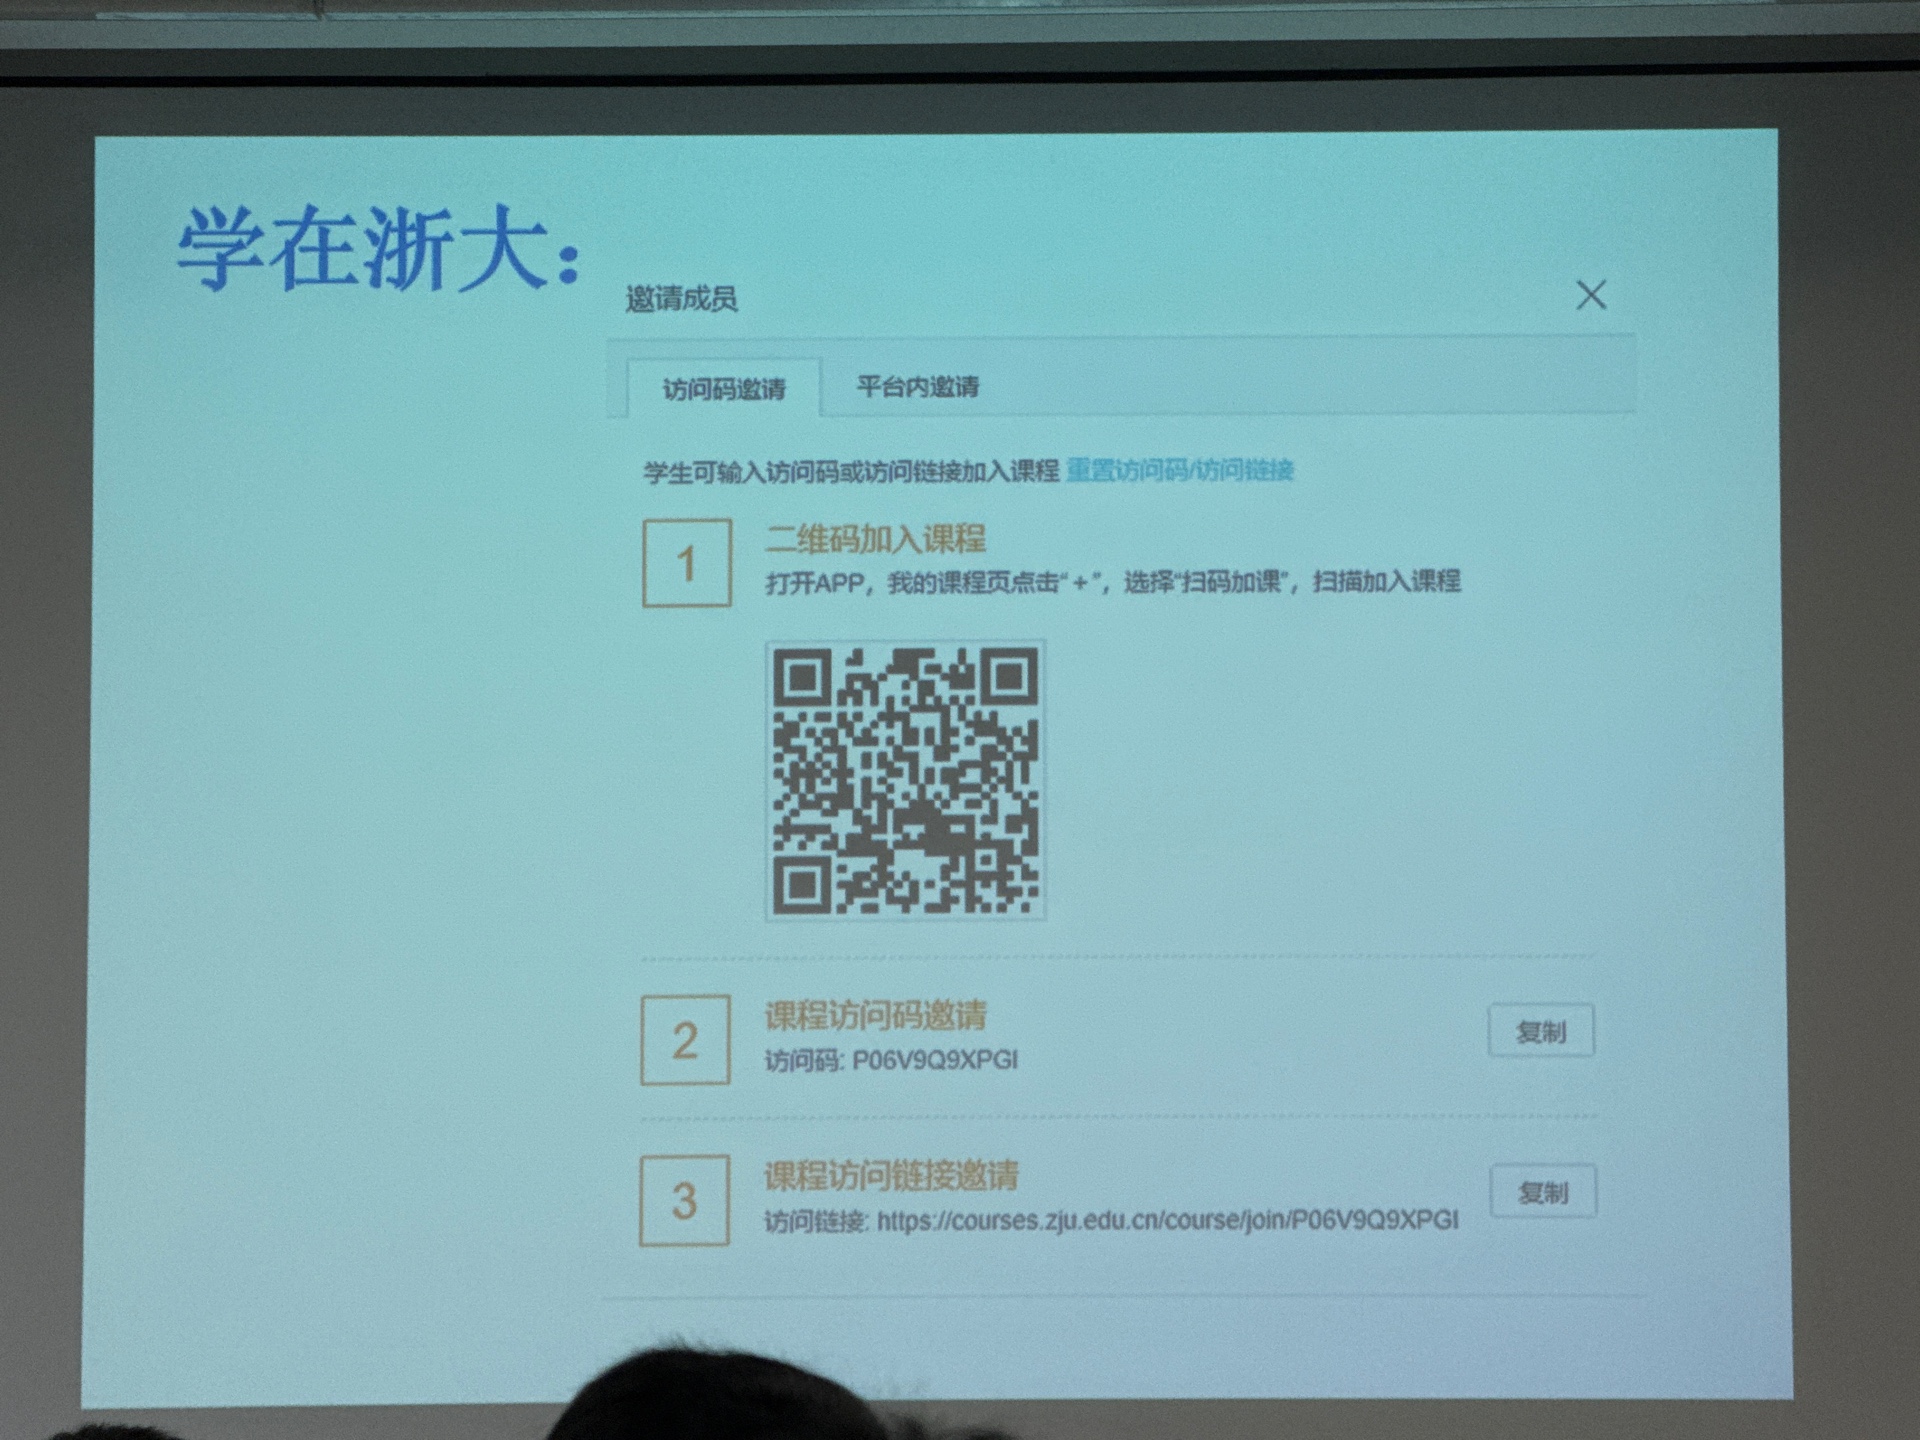 学在浙大：
邀请成员
访问码邀请 平台内邀请
学生可输入访问码或访问链接加入课程 重置访问码/访问链接
1 二维码加入课程
打开APP，我的课程页点击“+”，选择“扫码加课”，扫描加入课程
2 课程访问码邀请
访问码: P06V9Q9XPGI
复制
3 课程访问链接邀请
访问链接: https://courses.zju.edu.cn/course/join/P06V9Q9XPGI
复制